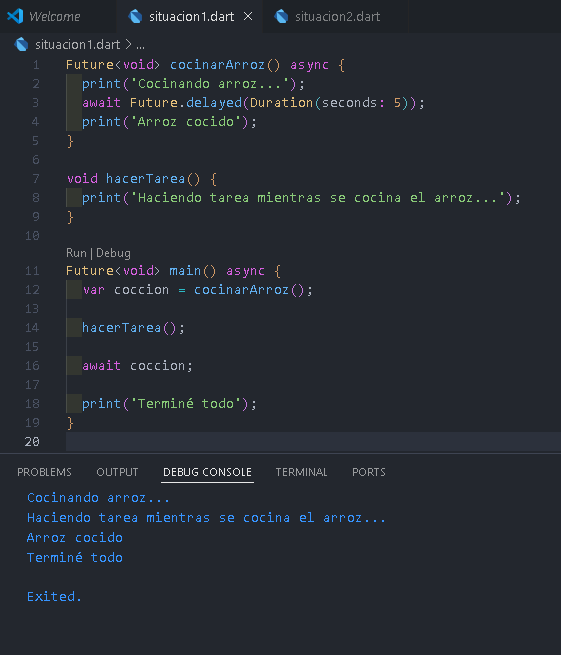 Welcome situacion1.dart × situacion2.dart
situacion1.dart > ...
1 Future<void> cocinarArroz() async {
2   print('Cocinando arroz...');
3   await Future.delayed(Duration(seconds: 5));
4   print('Arroz cocido');
5 }
6
7 void hacerTarea() {
8   print('Haciendo tarea mientras se cocina el arroz...');
9 }
10
Run | Debug
11 Future<void> main() async {
12   var coccion = cocinarArroz();
13
14   hacerTarea();
15
16   await coccion;
17
18   print('Terminé todo');
19 }
20
PROBLEMS OUTPUT DEBUG CONSOLE TERMINAL PORTS
Cocinando arroz...
Haciendo tarea mientras se cocina el arroz...
Arroz cocido
Terminé todo
Exited.